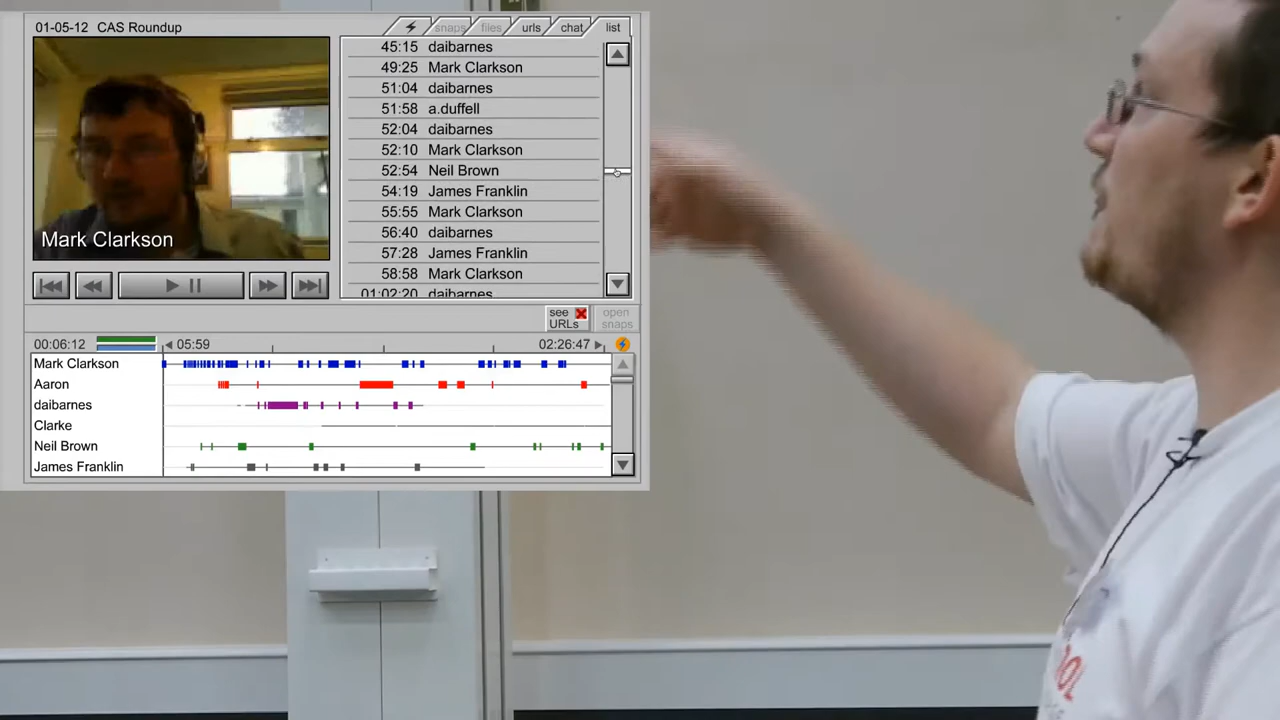 01-05-12 CAS Roundup
snaps files urls chat list
45:15 daibarnes
49:25 Mark Clarkson
51:04 daibarnes
51:58 a.duffell
52:04 daibarnes
52:10 Mark Clarkson
52:54 Neil Brown
54:19 James Franklin
55:55 Mark Clarkson
56:40 daibarnes
57:28 James Franklin
58:58 Mark Clarkson
01:02:20 daibarnes
Mark Clarkson
see URLs
open snaps
00:06:12 05:59 02:26:47
Mark Clarkson
Aaron
daibarnes
Clarke
Neil Brown
James Franklin